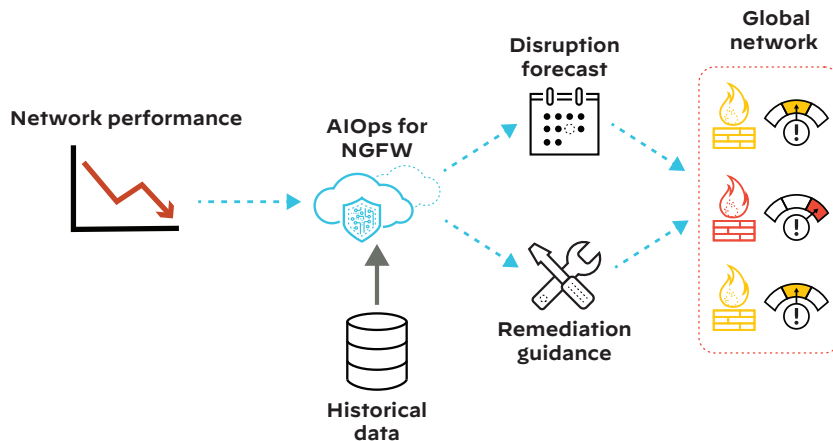 Network performance
AIOps for
NGFW
Historical
data
Disruption
forecast
Remediation
guidance
Global
network